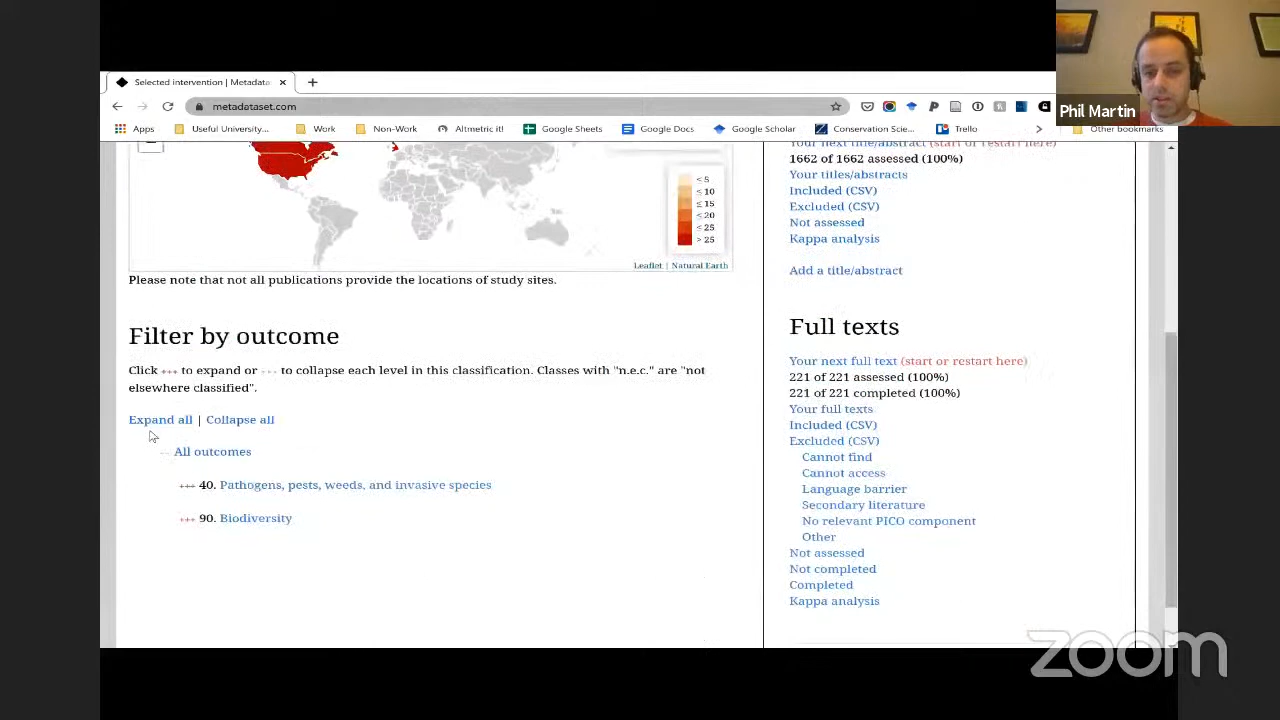 Selected intervention | Metadata
metadataset.com
Apps
Useful University...
Work
Non-Work
Altmetric it!
Google Sheets
Google Docs
Google Scholar
Conservation Scie...
Trello
Other bookmarks
Phil Martin
< 5
≤ 10
≤ 15
≤ 20
≤ 25
> 25
Leaflet | Natural Earth
Please note that not all publications provide the locations of study sites.
Filter by outcome
Click +++ to expand or --- to collapse each level in this classification. Classes with "n.e.c." are "not
elsewhere classified".
Expand all | Collapse all
-- All outcomes
+++ 40. Pathogens, pests, weeds, and invasive species
+++ 90. Biodiversity
Your next title/abstract (start or restart here)
1662 of 1662 assessed (100%)
Your titles/abstracts
Included (CSV)
Excluded (CSV)
Not assessed
Kappa analysis
Add a title/abstract
Full texts
Your next full text (start or restart here)
221 of 221 assessed (100%)
221 of 221 completed (100%)
Your full texts
Included (CSV)
Excluded (CSV)
Cannot find
Cannot access
Language barrier
Secondary literature
No relevant PICO component
Other
Not assessed
Not completed
Completed
Kappa analysis
zoom